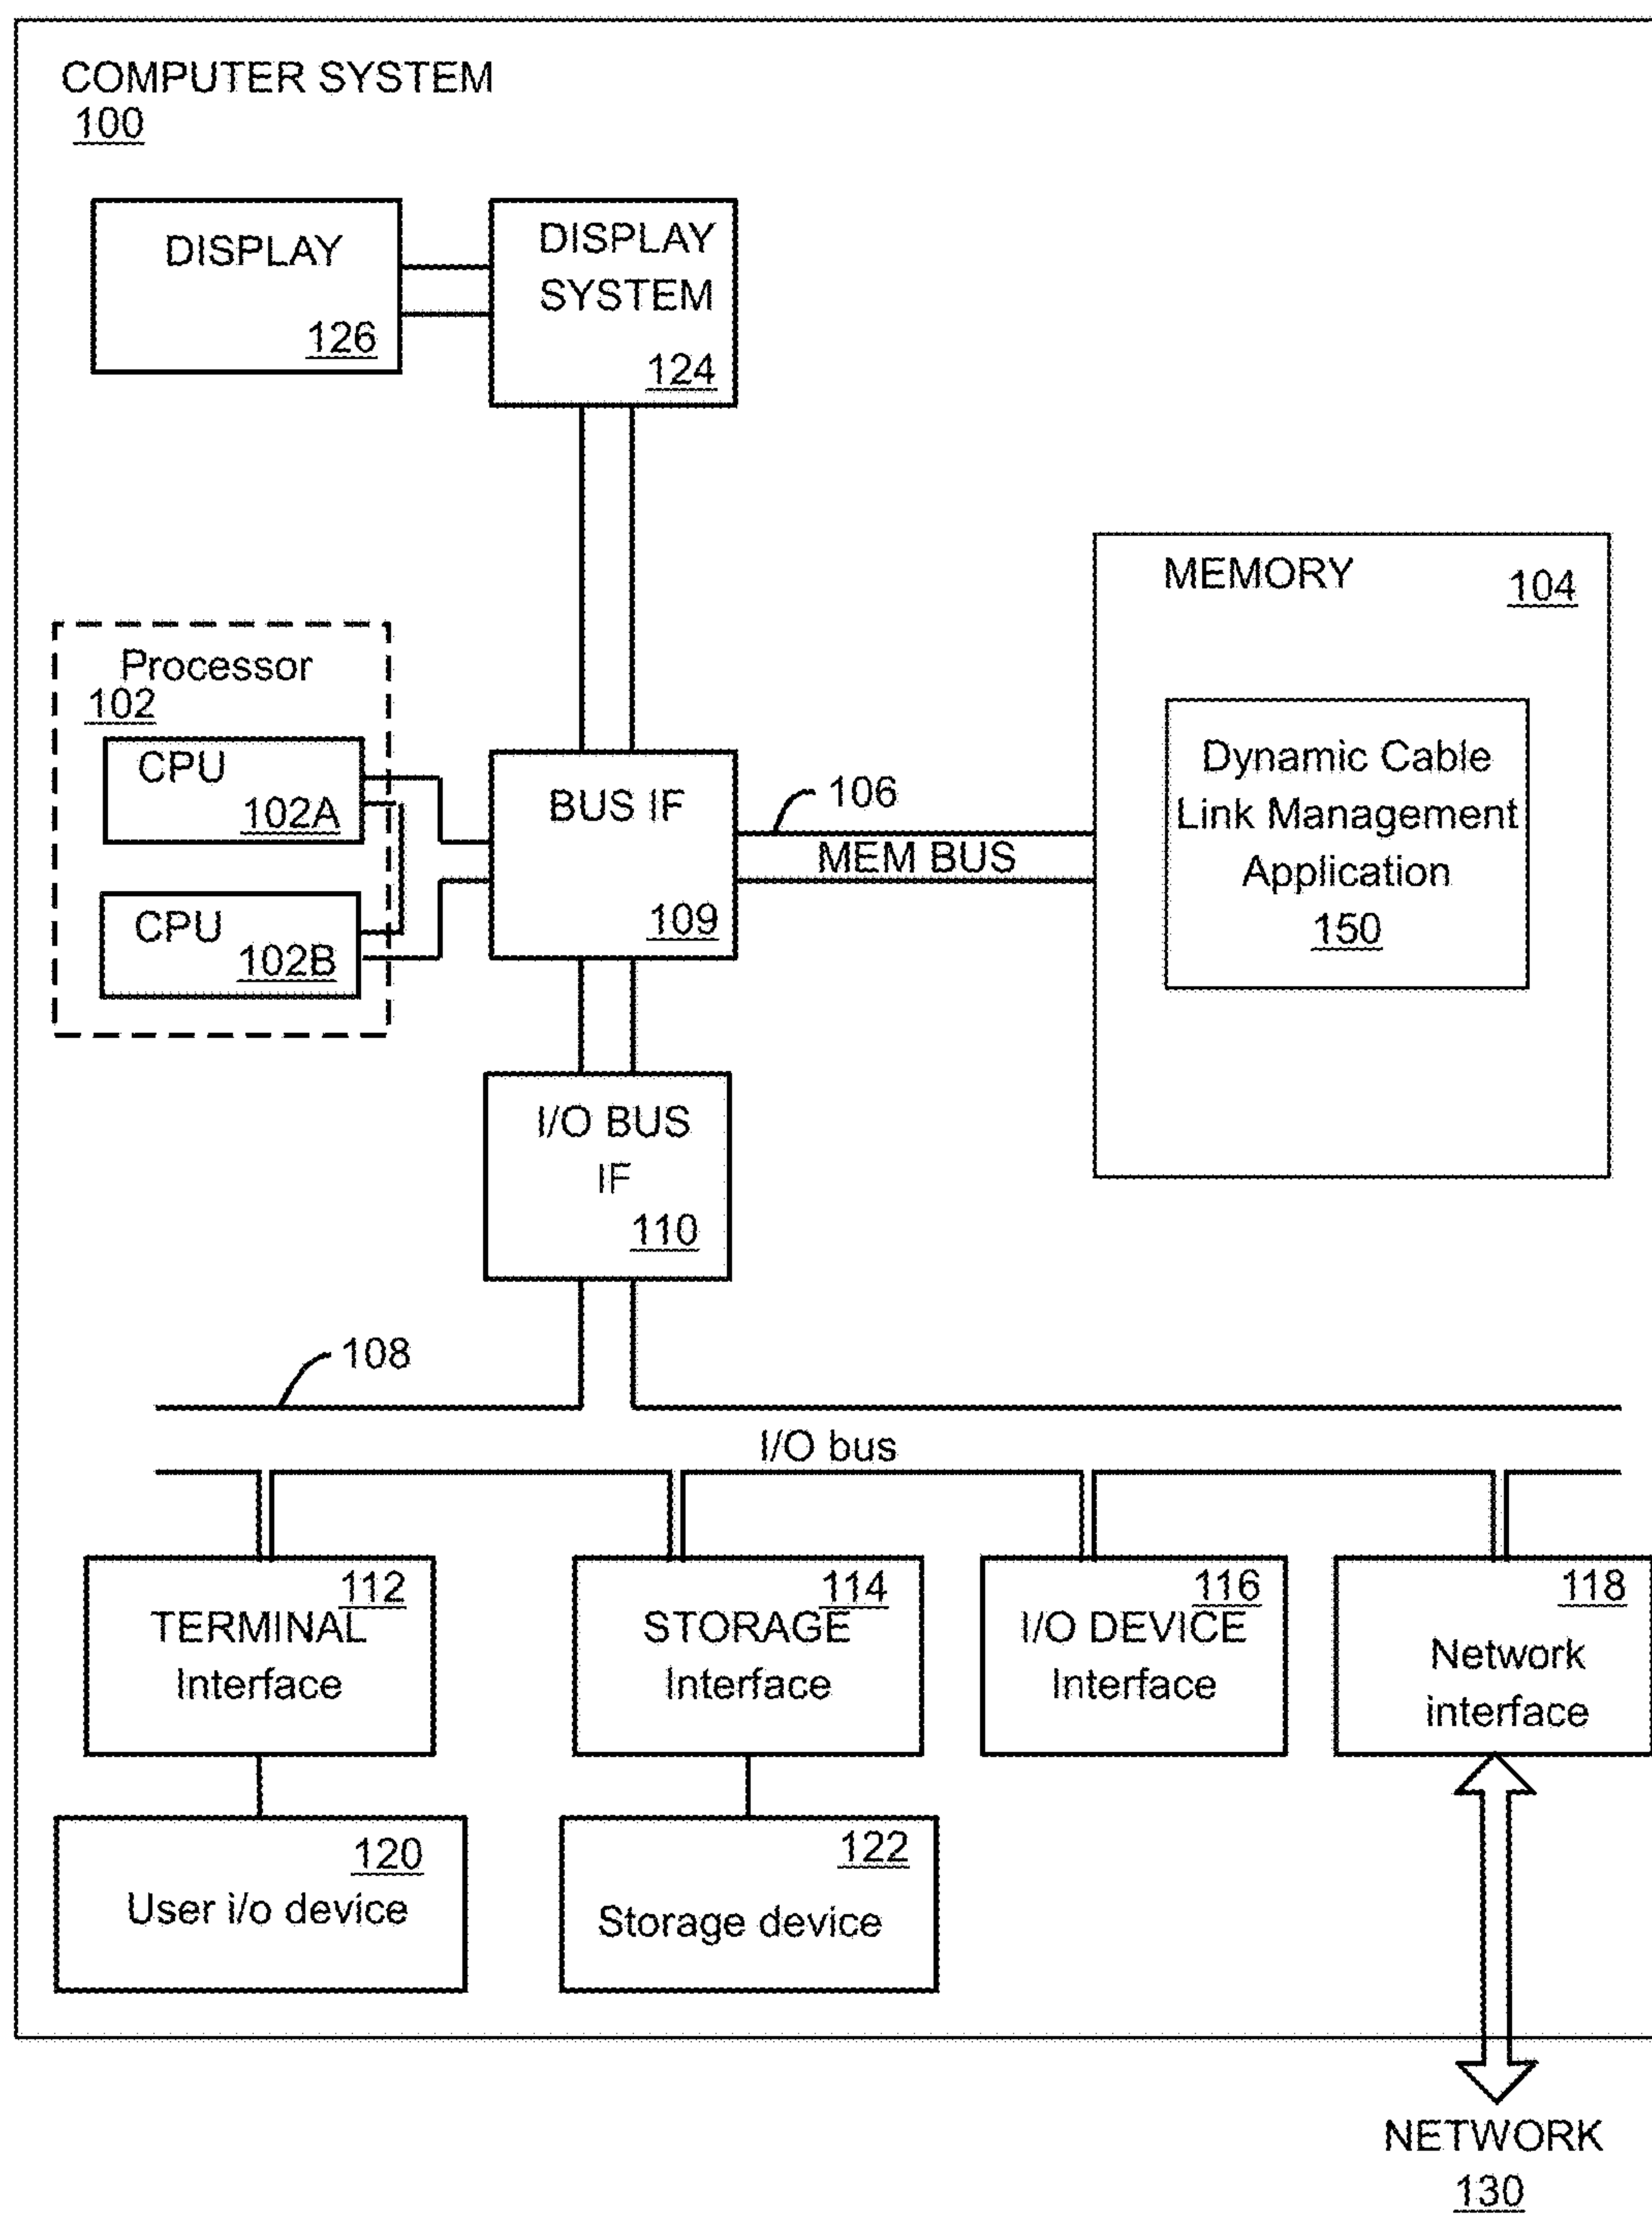 COMPUTER SYSTEM
100
DISPLAY
126
DISPLAY
SYSTEM
124
MEMORY
104
Dynamic Cable
Link Management
Application
150
Processor
102
CPU
102A
CPU
102B
BUS IF
109
106
MEM BUS
I/O BUS
IF
110
108
I/O bus
112
TERMINAL
Interface
114
STORAGE
Interface
116
I/O DEVICE
Interface
118
Network
interface
120
User i/o device
122
Storage device
NETWORK
130